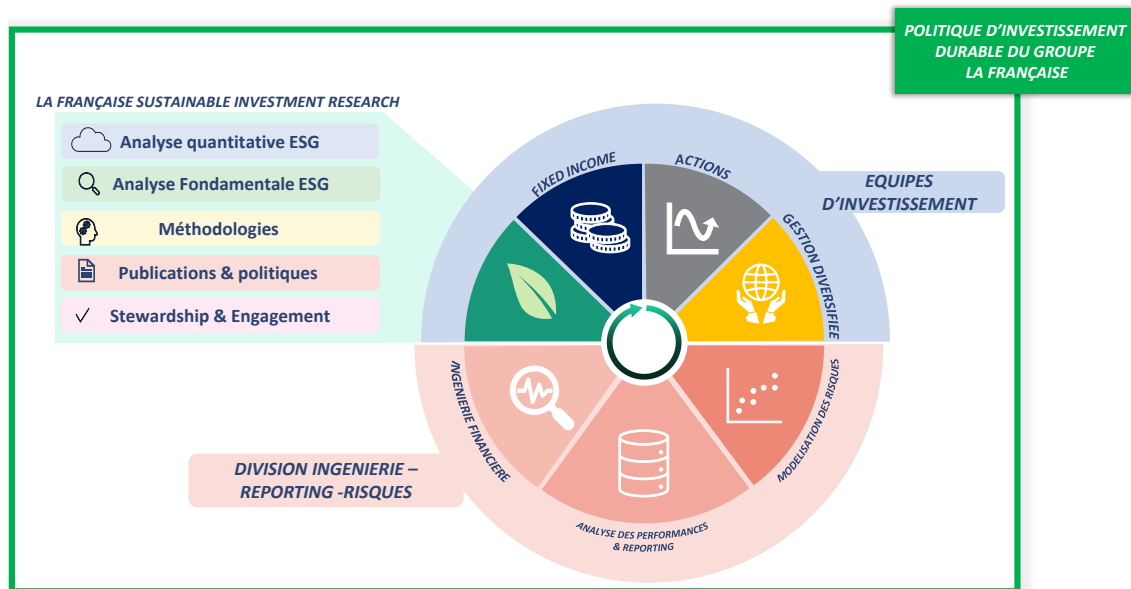 POLITIQUE D'INVESTISSEMENT
DURABLE DU GROUPE
LA FRANÇAISE
LA FRANÇAISE SUSTAINABLE INVESTMENT RESEARCH
Analyse quantitative ESG
Analyse Fondamentale ESG
Méthodologies
Publications & politiques
Stewardship & Engagement
FIXED INCOME
ACTIONS
GESTION DIVERSIFIEE
EQUIPES
D'INVESTISSEMENT
INGENIERIE FINANCIERE
MODELISATION DES RISQUES
DIVISION INGENIERIE –
REPORTING -RISQUES
ANALYSE DES PERFORMANCES
& REPORTING